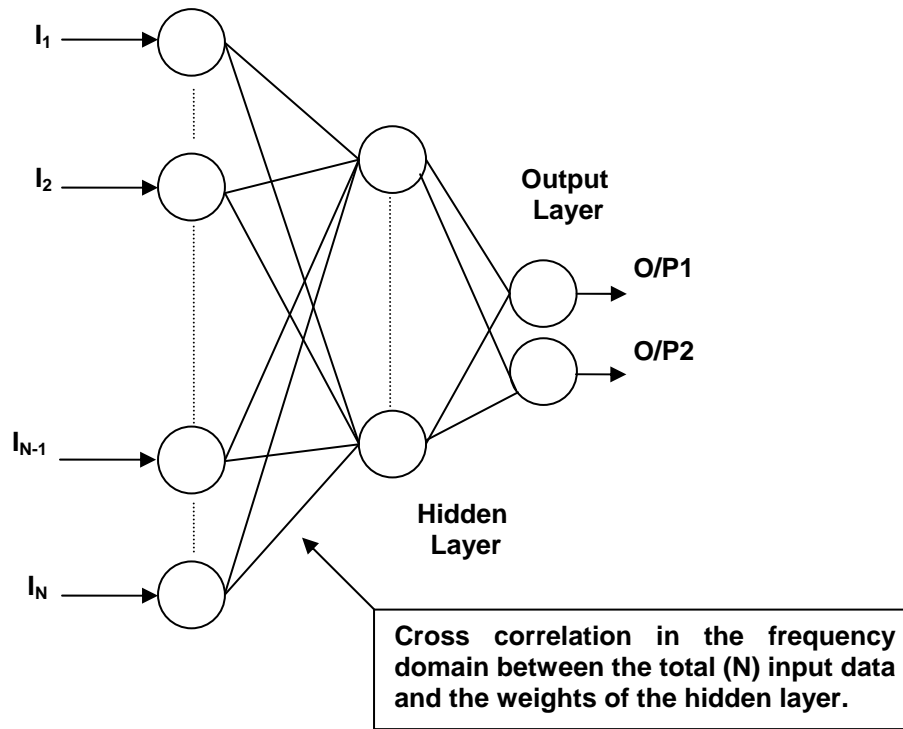 I1
I2
Output
Layer
O/P1
O/P2
IN-1
Hidden
Layer
IN
Cross correlation in the frequency
domain between the total (N) input data
and the weights of the hidden layer.